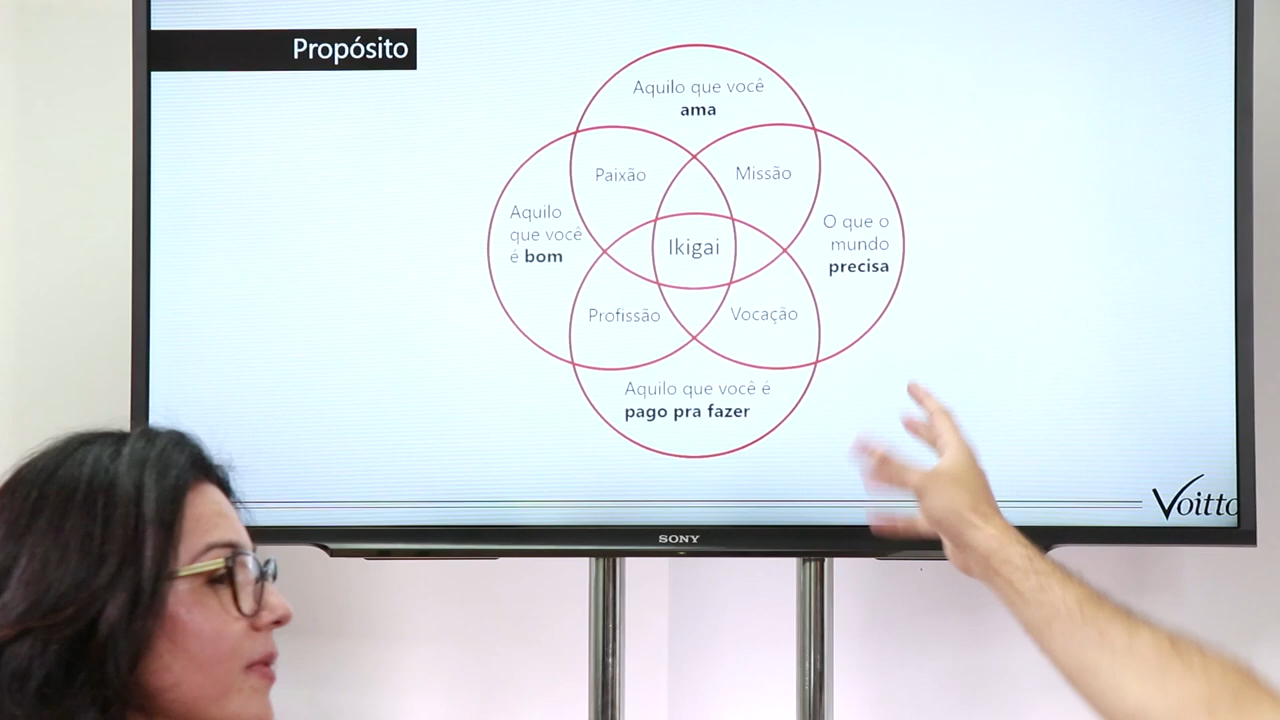 Propósito
Aquilo que você
ama
Paixão
Missão
Aquilo
que você
é bom
O que o
mundo
precisa
Ikigai
Profissão
Vocação
Aquilo que você é
pago pra fazer
Voitto
SONY